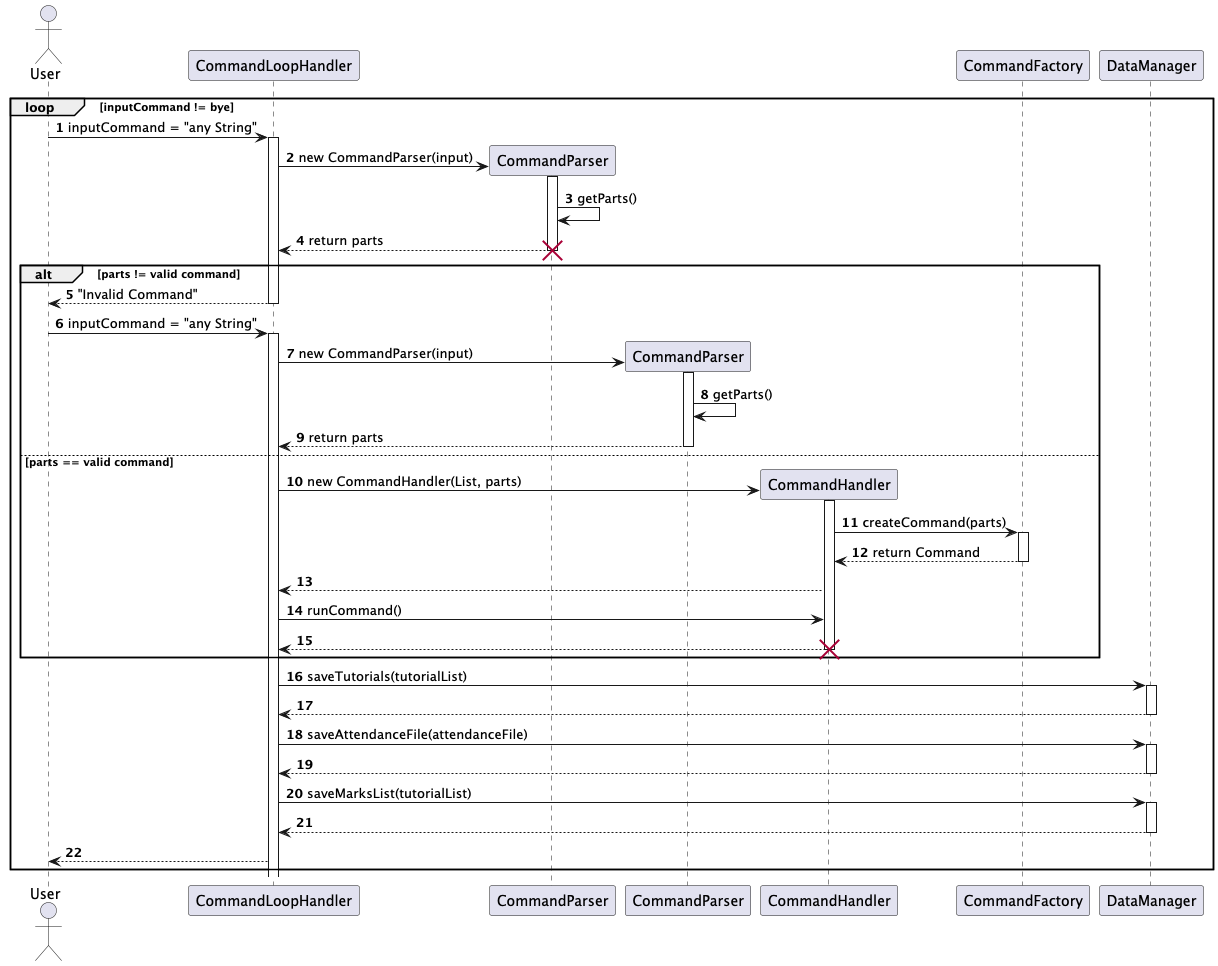 User
CommandLoopHandler
CommandFactory
DataManager
loop [inputCommand != bye]
1 inputCommand = "any String"
2 new CommandParser(input)
CommandParser
3 getParts()
4 return parts
alt [parts != valid command]
5 "Invalid Command"
6 inputCommand = "any String"
7 new CommandParser(input)
CommandParser
8 getParts()
9 return parts
[parts == valid command]
10 new CommandHandler(List, parts)
CommandHandler
11 createCommand(parts)
12 return Command
13
14 runCommand()
15
16 saveTutorials(tutorialList)
17
18 saveAttendanceFile(attendanceFile)
19
20 saveMarksList(tutorialList)
21
22
User
CommandLoopHandler
CommandParser
CommandParser
CommandHandler
CommandFactory
DataManager